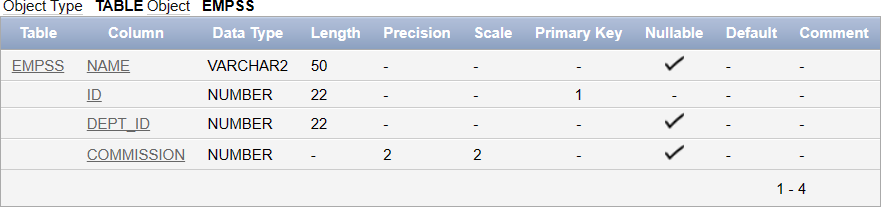 Object Type TABLE Object EMPSS
Table Column Data Type Length Precision Scale Primary Key Nullable Default Comment
EMPSS NAME VARCHAR2 50 - - - ✓ - -
ID NUMBER 22 - - 1 - - -
DEPT_ID NUMBER 22 - - - ✓ - -
COMMISSION NUMBER - 2 2 - ✓ - -
1 - 4